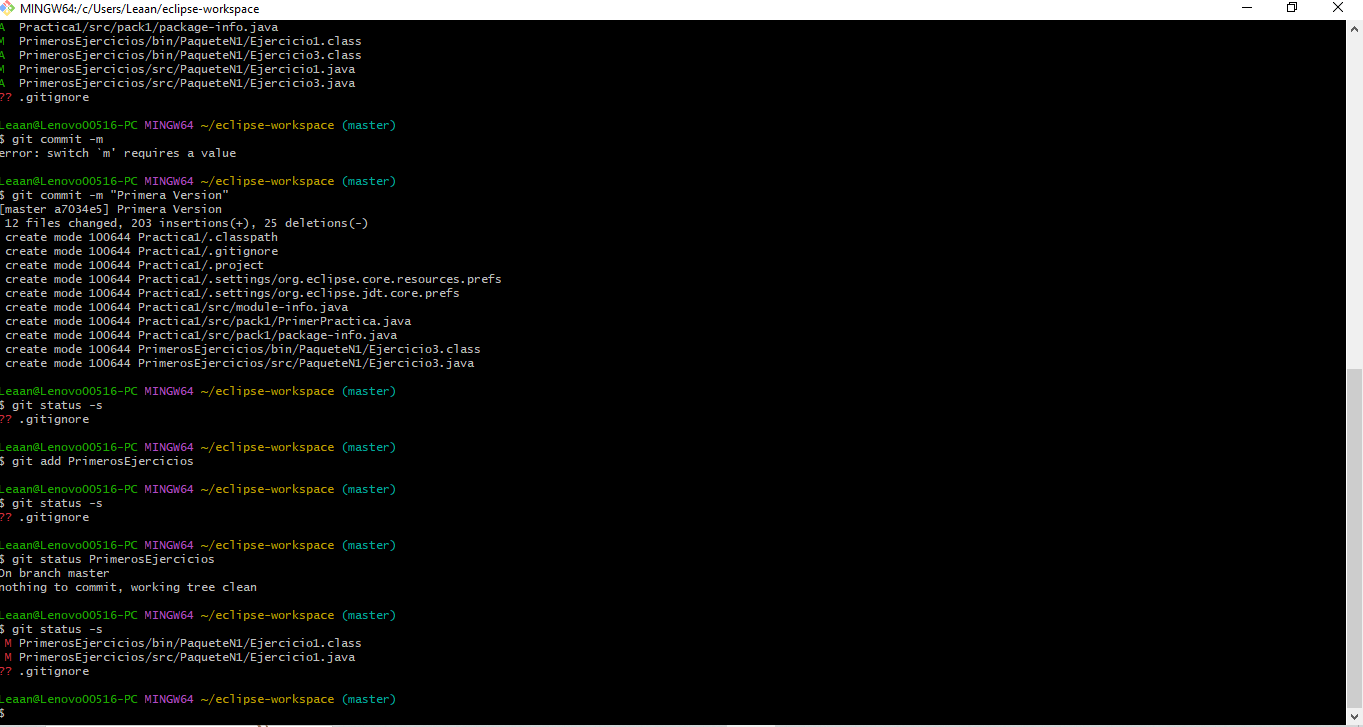 MINGW64:/c/Users/Leaan/eclipse-workspace
A Practica1/src/pack1/package-info.java
M PrimerosEjercicios/bin/PaqueteN1/Ejercicio1.class
A PrimerosEjercicios/bin/PaqueteN1/Ejercicio3.class
M PrimerosEjercicios/src/PaqueteN1/Ejercicio1.java
A PrimerosEjercicios/src/PaqueteN1/Ejercicio3.java
?? .gitignore
Leaan@Lenovo00516-PC MINGW64 ~/eclipse-workspace (master)
$ git commit -m
error: switch `m' requires a value
Leaan@Lenovo00516-PC MINGW64 ~/eclipse-workspace (master)
$ git commit -m "Primera Version"
[master a7034e5] Primera Version
12 files changed, 203 insertions(+), 25 deletions(-)
create mode 100644 Practica1/.classpath
create mode 100644 Practica1/.gitignore
create mode 100644 Practica1/.project
create mode 100644 Practica1/.settings/org.eclipse.core.resources.prefs
create mode 100644 Practica1/.settings/org.eclipse.jdt.core.prefs
create mode 100644 Practica1/src/module-info.java
create mode 100644 Practica1/src/pack1/PrimerPractica.java
create mode 100644 Practica1/src/pack1/package-info.java
create mode 100644 PrimerosEjercicios/bin/PaqueteN1/Ejercicio3.class
create mode 100644 PrimerosEjercicios/src/PaqueteN1/Ejercicio3.java
Leaan@Lenovo00516-PC MINGW64 ~/eclipse-workspace (master)
$ git status -s
?? .gitignore
Leaan@Lenovo00516-PC MINGW64 ~/eclipse-workspace (master)
$ git add PrimerosEjercicios
Leaan@Lenovo00516-PC MINGW64 ~/eclipse-workspace (master)
$ git status -s
?? .gitignore
Leaan@Lenovo00516-PC MINGW64 ~/eclipse-workspace (master)
$ git status PrimerosEjercicios
On branch master
nothing to commit, working tree clean
Leaan@Lenovo00516-PC MINGW64 ~/eclipse-workspace (master)
$ git status -s
M PrimerosEjercicios/bin/PaqueteN1/Ejercicio1.class
M PrimerosEjercicios/src/PaqueteN1/Ejercicio1.java
?? .gitignore
Leaan@Lenovo00516-PC MINGW64 ~/eclipse-workspace (master)
$